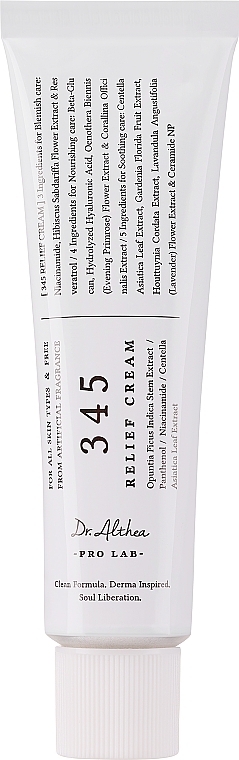 [ 345 RELIEF CREAM ] 3 Ingredients for Blemish care:
Niacinamide, Hibiscus Sabdariffa Flower Extract & Res
veratrol / 4 Ingredients for Nourishing care: Beta-Glu
can, Hydrolyzed Hyaluronic Acid, Oenothera Biennis
(Evening Primrose) Flower Extract & Corallina Offici
nalis Extract / 5 Ingredients for Soothing care: Centella
Asiatica Leaf Extract, Gardenia Florida Fruit Extract,
Houttuynia Cordata Extract, Lavandula Angustifolia
(Lavender) Flower Extract & Ceramide NP
FOR ALL SKIN TYPES & FREE
FROM ARTIFICIAL FRAGRANCE
345
RELIEF CREAM
Opuntia Ficus Indica Stem Extract /
Panthenol / Niacinamide / Centella
Asiatica Leaf Extract
Dr.Althea
-PRO LAB-
Clean Formula. Derma Inspired.
Soul Liberation.